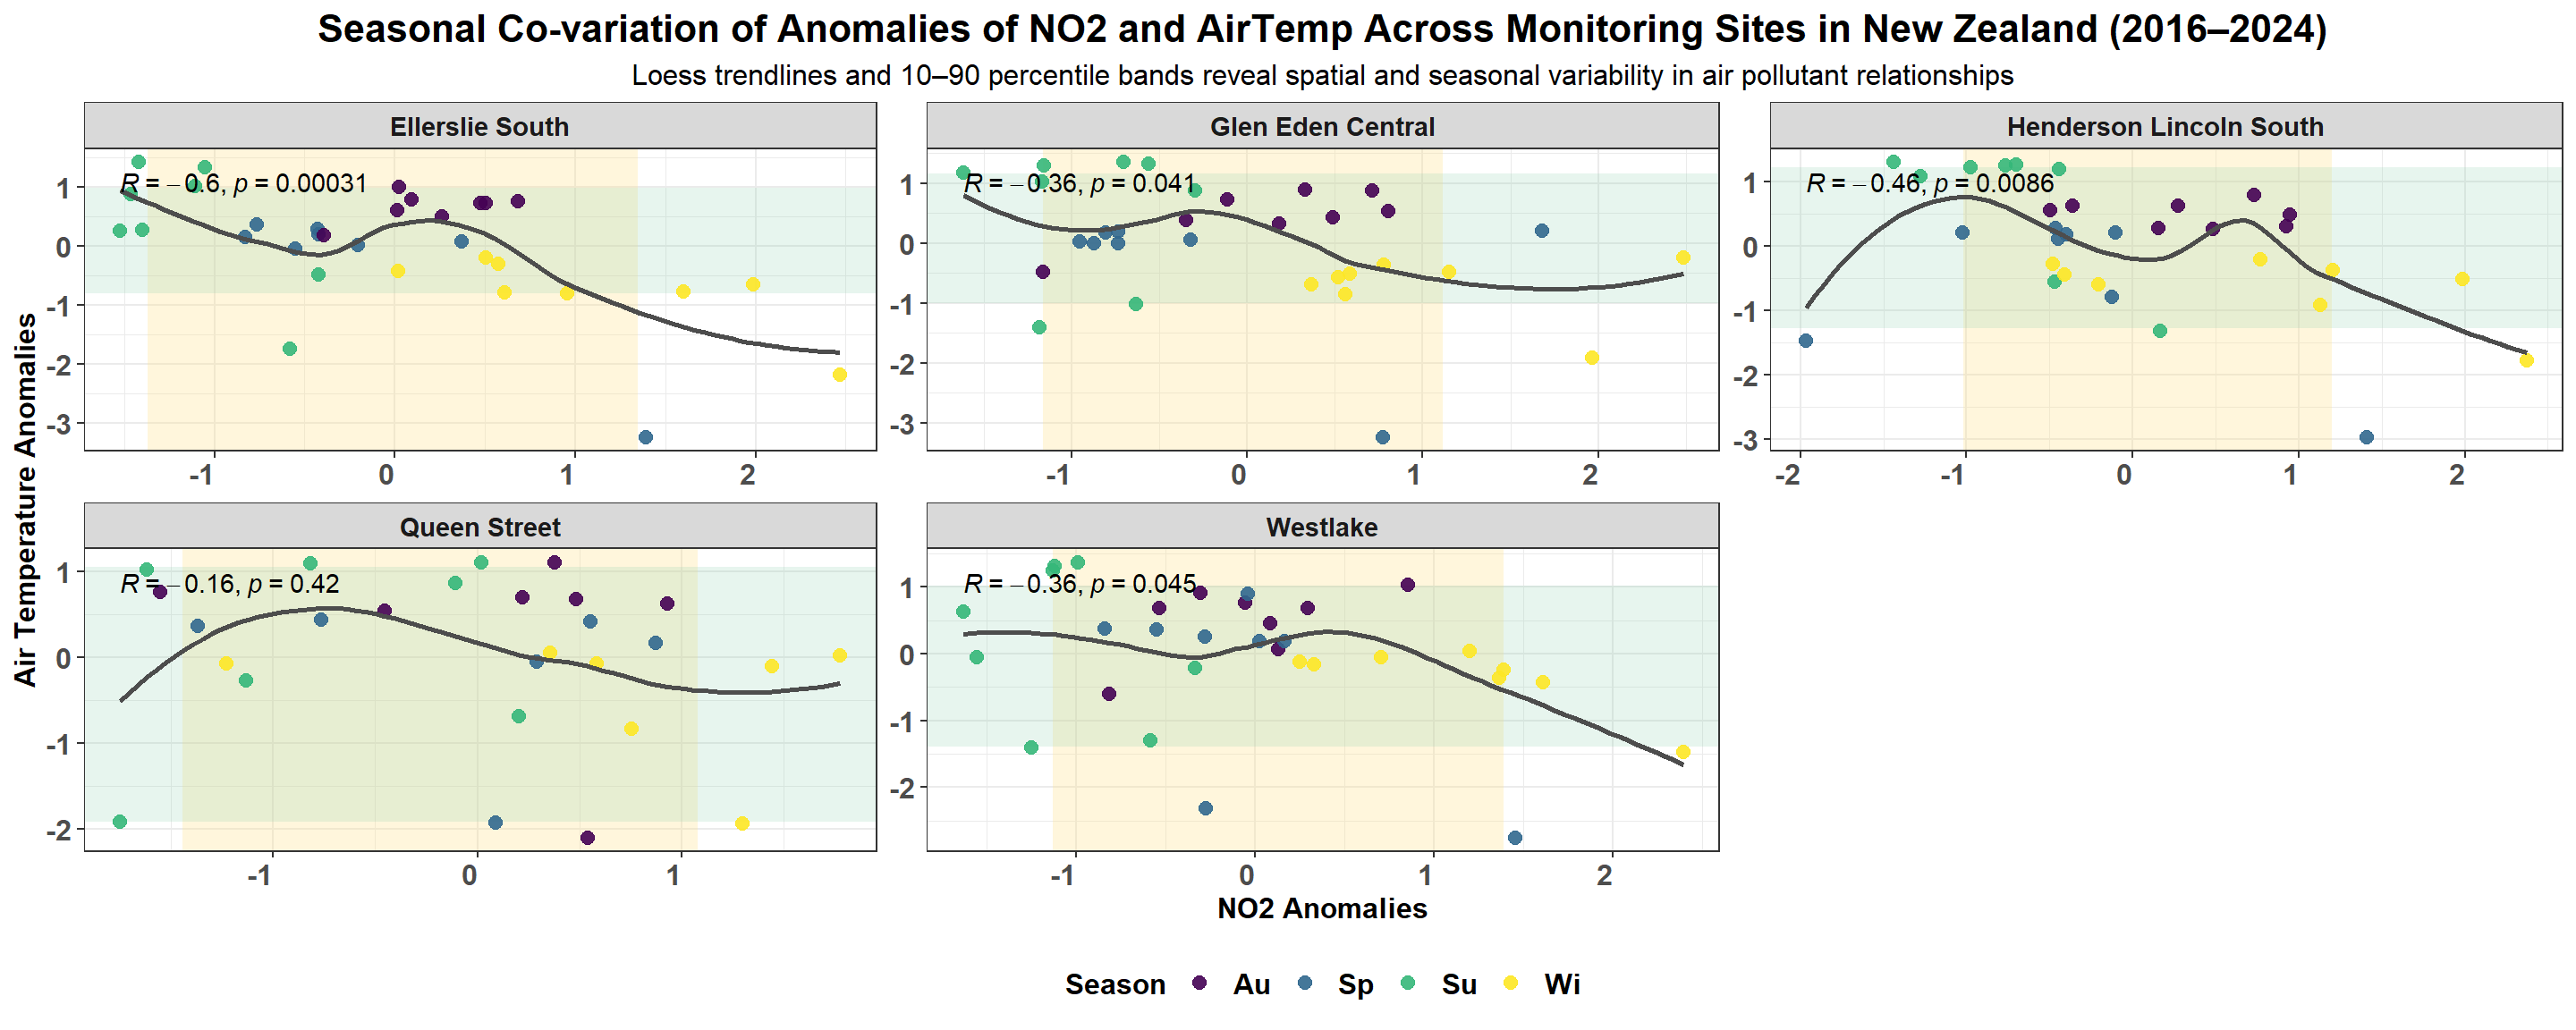 Seasonal Co-variation of Anomalies of NO2 and AirTemp Across Monitoring Sites in New Zealand (2016–2024)
Loess trendlines and 10–90 percentile bands reveal spatial and seasonal variability in air pollutant relationships
Ellerslie South
R = −0.6, p = 0.00031
1
0
-1
-2
-3
-1
0
1
2
Glen Eden Central
R = −0.36, p = 0.041
1
0
-1
-2
-3
-1
0
1
2
Henderson Lincoln South
R = −0.46, p = 0.0086
1
0
-1
-2
-3
-2
-1
0
1
2
Air Temperature Anomalies
Queen Street
R = −0.16, p = 0.42
1
0
-1
-2
-1
0
1
Westlake
R = −0.36, p = 0.045
1
0
-1
-2
-1
0
1
2
NO2 Anomalies
Season Au Sp Su Wi